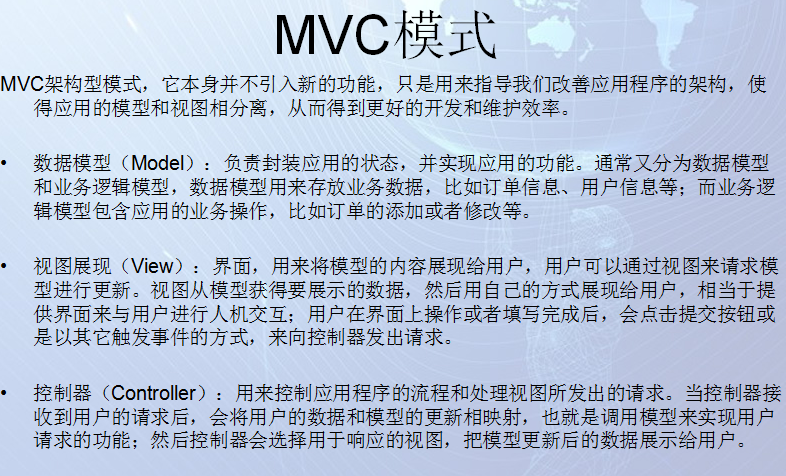 MVC模式
MVC架构型模式，它本身并不引入新的功能，只是用来指导我们改善应用程序的架构，使
得应用的模型和视图相分离，从而得到更好的开发和维护效率。
• 数据模型（Model）：负责封装应用的状态，并实现应用的功能。通常又分为数据模型
和业务逻辑模型，数据模型用来存放业务数据，比如订单信息、用户信息等；而业务逻
辑模型包含应用的业务操作，比如订单的添加或者修改等。
• 视图展现（View）：界面，用来将模型的内容展现给用户，用户可以通过视图来请求模
型进行更新。视图从模型获得要展示的数据，然后用自己的方式展现给用户，相当于提
供界面来与用户进行人机交互；用户在界面上操作或者填写完成后，会点击提交按钮或
是以其它触发事件的方式，来向控制器发出请求。
• 控制器（Controller）：用来控制应用程序的流程和处理视图所发出的请求。当控制器接
收到用户的请求后，会将用户的数据和模型的更新相映射，也就是调用模型来实现用户
请求的功能；然后控制器会选择用于响应的视图，把模型更新后的数据展示给用户。